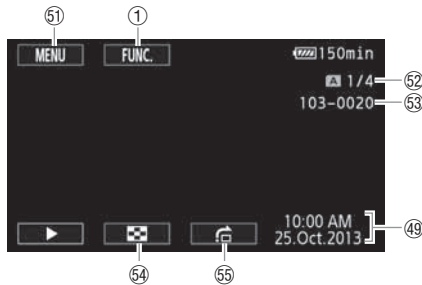 51 ①
MENU FUNC. 150min
A 1/4 52
103-0020 53
10:00 AM 49
25.Oct.2013
54 55